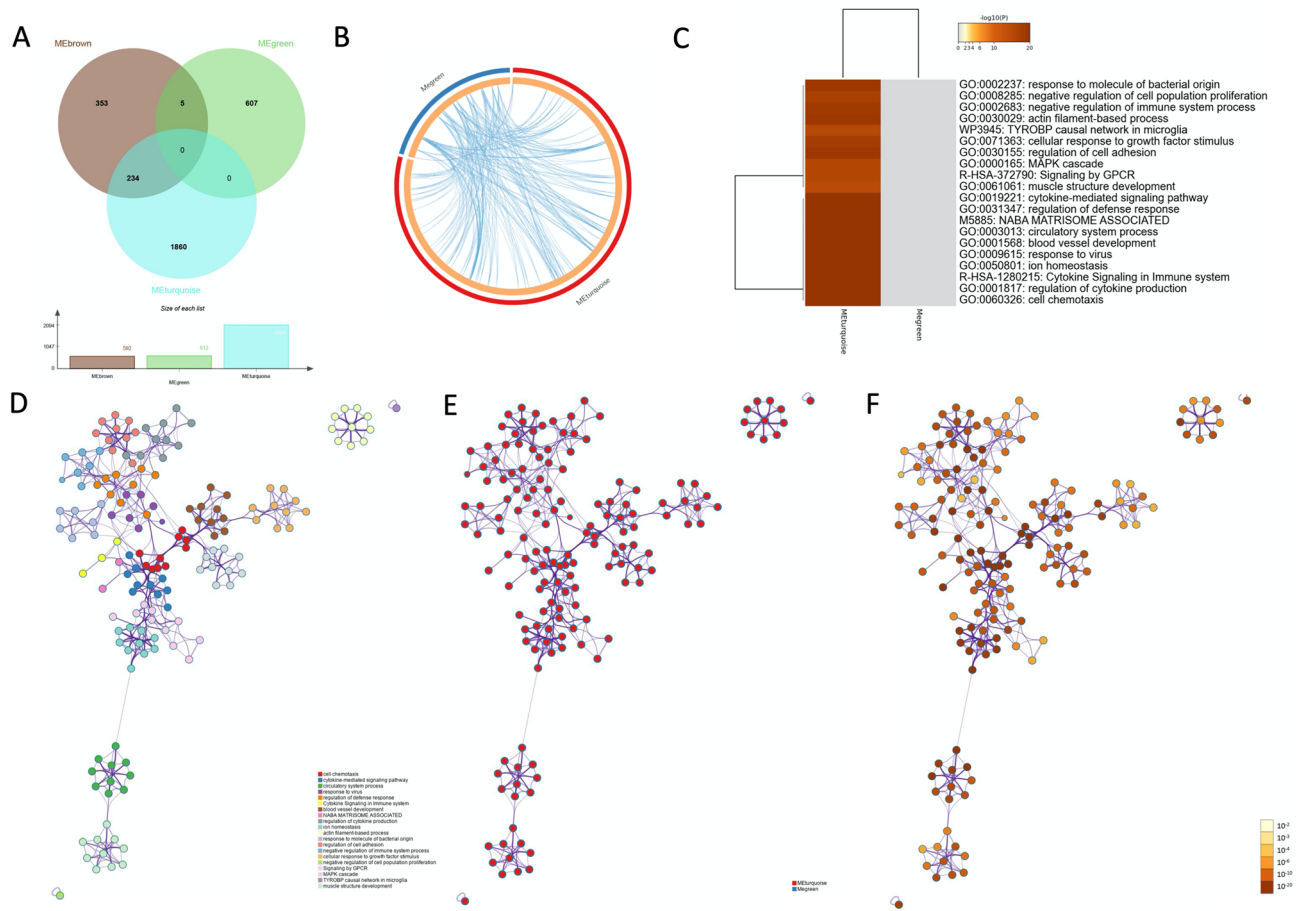 A
MEbrown
MEgreen
353
5
607
0
234
0
1860
MEturquoise
Size of each list
2094
1047
0
592
612
MEbrown
MEgreen
MEturquoise
B
Megreen
MEturquoise
C
-log10(P)
0 2 3 4 6 10 20
GO:0002237: response to molecule of bacterial origin
GO:0008285: negative regulation of cell population proliferation
GO:0002683: negative regulation of immune system process
GO:0030029: actin filament-based process
WP3945: TYROBP causal network in microglia
GO:0071363: cellular response to growth factor stimulus
GO:0030155: regulation of cell adhesion
GO:0000165: MAPK cascade
R-HSA-372790: Signaling by GPCR
GO:0061061: muscle structure development
GO:0019221: cytokine-mediated signaling pathway
GO:0031347: regulation of defense response
M5885: NABA MATRISOME ASSOCIATED
GO:0003013: circulatory system process
GO:0001568: blood vessel development
GO:0009615: response to virus
GO:0050801: ion homeostasis
R-HSA-1280215: Cytokine Signaling in Immune system
GO:0001817: regulation of cytokine production
GO:0060326: cell chemotaxis
MEturquoise
Megreen
D
cell chemotaxis
cytokine-mediated signaling pathway
circulatory system process
response to virus
regulation of defense response
Cytokine Signaling in Immune system
blood vessel development
NABA MATRISOME ASSOCIATED
regulation of cytokine production
ion homeostasis
actin filament-based process
response to molecule of bacterial origin
regulation of cell adhesion
negative regulation of immune system process
cellular response to growth factor stimulus
negative regulation of cell population proliferation
Signaling by GPCR
MAPK cascade
TYROBP causal network in microglia
muscle structure development
E
MEturquoise
Megreen
F
10⁻²
10⁻³
10⁻⁴
10⁻⁶
10⁻¹⁰
10⁻²⁰